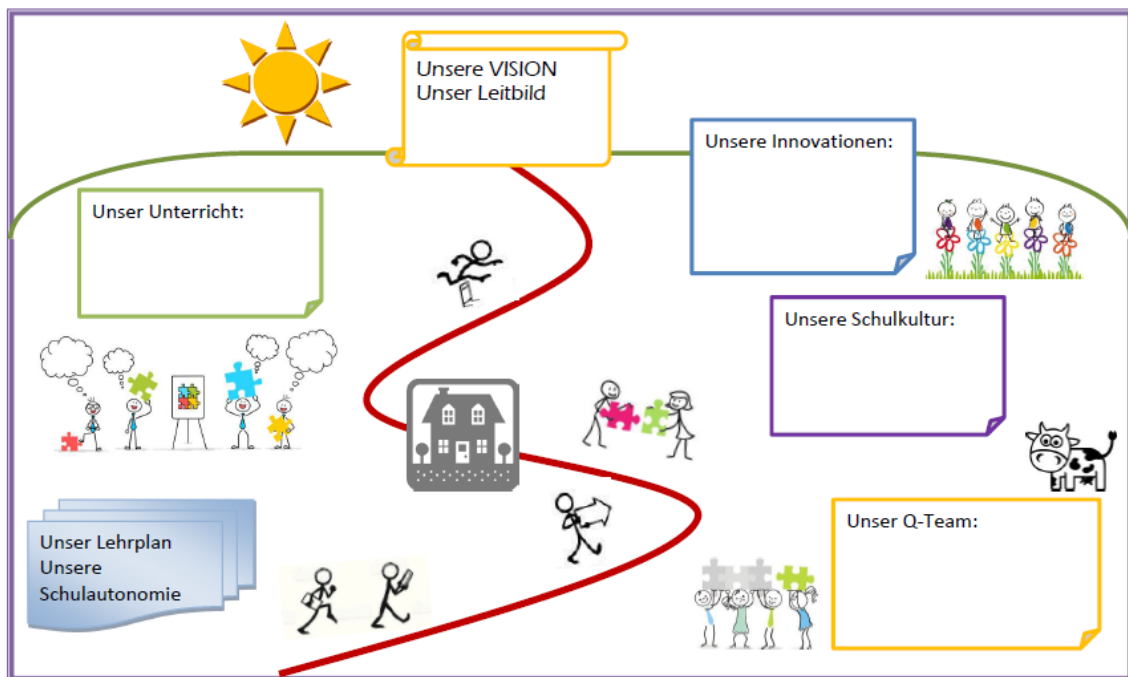 Unsere VISION
Unser Leitbild
Unsere Innovationen:
Unser Unterricht:
Unsere Schulkultur:
Unser Lehrplan
Unsere
Schulautonomie
Unser Q-Team: